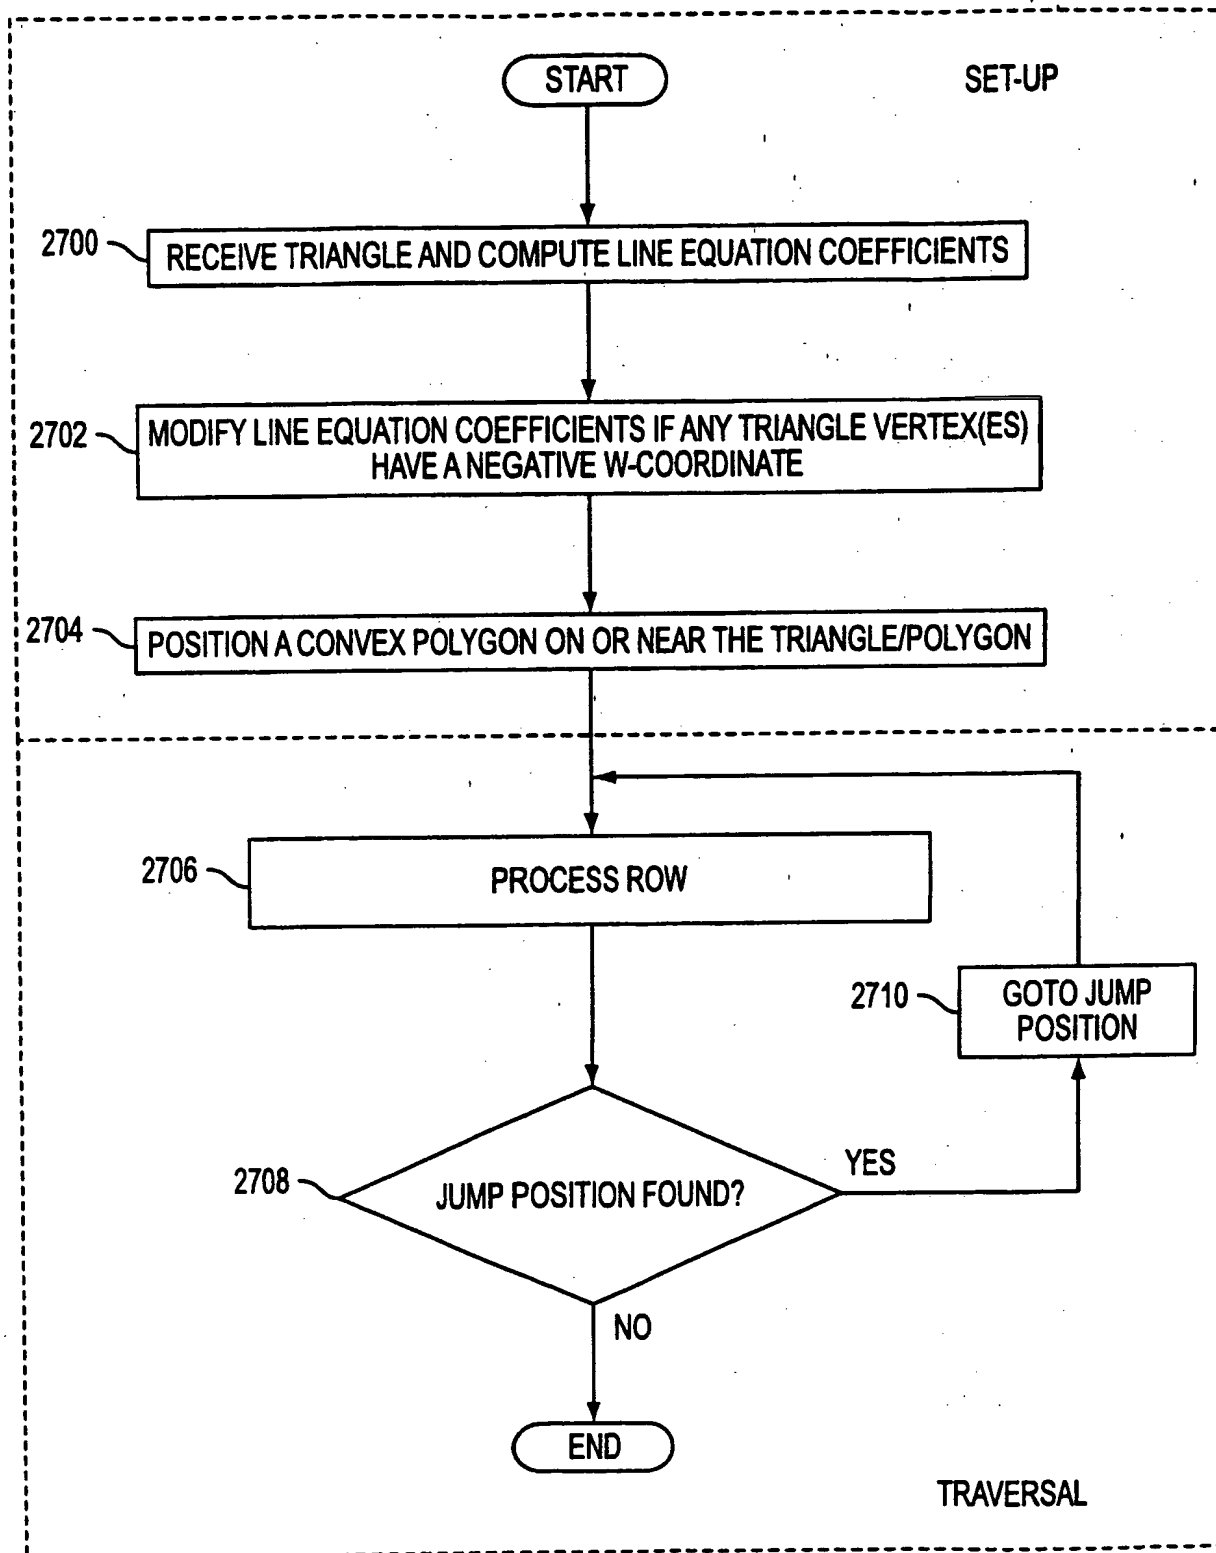 START
SET-UP
2700
RECEIVE TRIANGLE AND COMPUTE LINE EQUATION COEFFICIENTS
2702
MODIFY LINE EQUATION COEFFICIENTS IF ANY TRIANGLE VERTEX(ES)
HAVE A NEGATIVE W-COORDINATE
2704
POSITION A CONVEX POLYGON ON OR NEAR THE TRIANGLE/POLYGON
2706
PROCESS ROW
2710
GOTO JUMP
POSITION
2708
JUMP POSITION FOUND?
YES
NO
END
TRAVERSAL